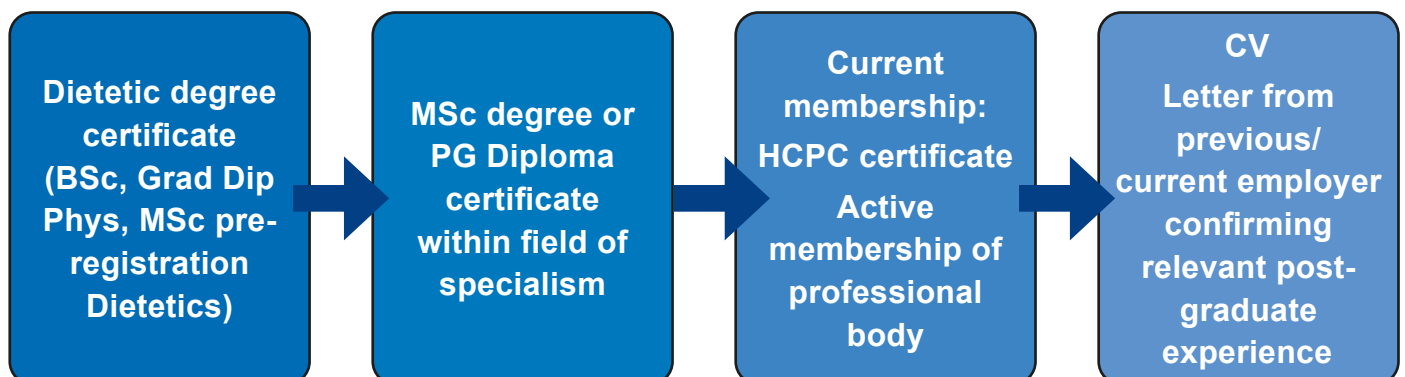 Dietetic degree
certificate
(BSc, Grad Dip
Phys, MSc pre-
registration
Dietetics)
MSc degree or
PG Diploma
certificate
within field of
specialism
Current
membership:
HCPC certificate
Active
membership of
professional
body
CV
Letter from
previous/
current employer
confirming
relevant post-
graduate
experience